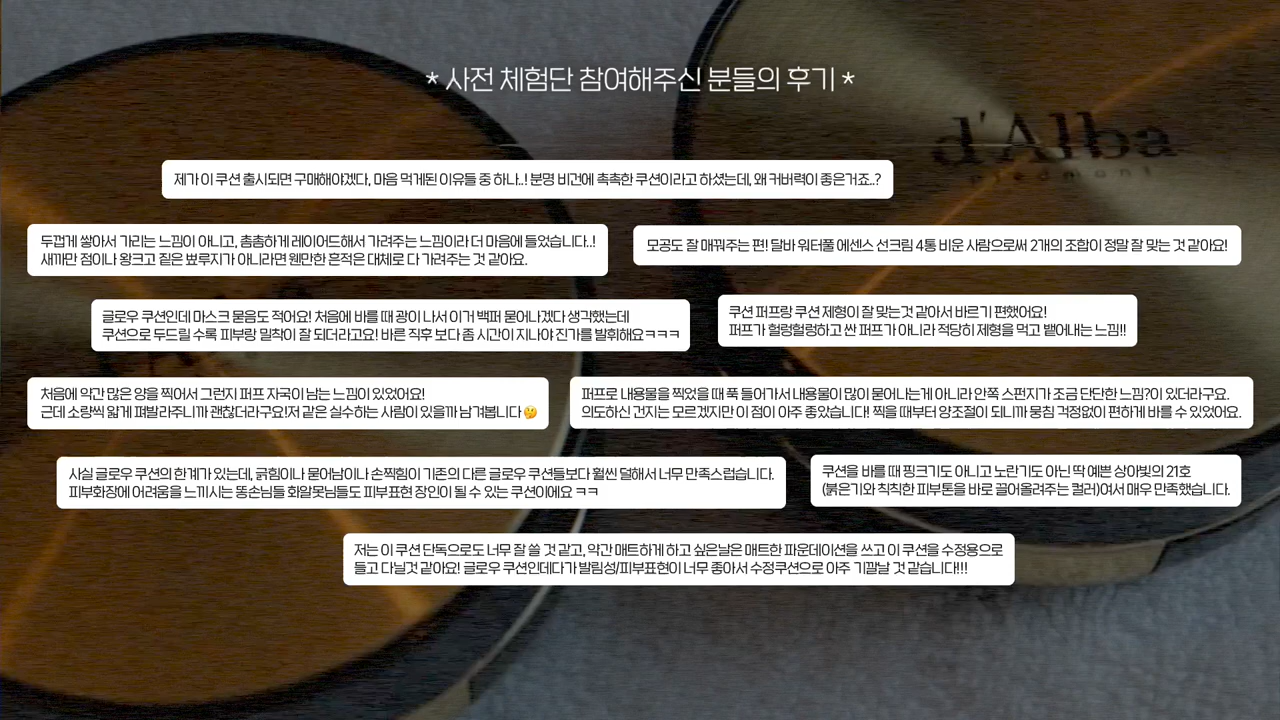 * 사전 체험단 참여해주신 분들의 후기 *
d'Alba
piedmont
제가 이 쿠션 출시되면 구매해야겠다, 마음 먹게된 이유들 중 하나..! 분명 비건에 촉촉한 쿠션이라고 하셨는데, 왜 커버력이 좋은거죠..?
두껍게 쌓아서 가리는 느낌이 아니고, 촘촘하게 레이어드해서 가려주는 느낌이라 더 마음에 들었습니다..!
새까만 점이나 왕크고 짙은 뾰루지가 아니라면 웬만한 흔적은 대체로 다 가려주는 것 같아요.
모공도 잘 매꿔주는 편! 달바 워터풀 에센스 선크림 4통 비운 사람으로써 2개의 조합이 정말 잘 맞는 것 같아요!
글로우 쿠션인데 마스크 묻음도 적어요! 처음에 바를 때 광이 나서 이거 백퍼 묻어나겠다 생각했는데
쿠션으로 두드릴 수록 피부랑 밀착이 잘 되더라고요! 바른 직후 보다 좀 시간이 지나야 진가를 발휘해요ㅋㅋㅋ
쿠션 퍼프랑 쿠션 제형이 잘 맞는것 같아서 바르기 편했어요!
퍼프가 헐렁헐렁하고 싼 퍼프가 아니라 적당히 제형을 먹고 뱉어내는 느낌!!
처음에 약간 많은 양을 찍어서 그런지 퍼프 자국이 남는 느낌이 있었어요!
근데 소량씩 얇게 펴발라주니까 괜찮더라구요!저 같은 실수하는 사람이 있을까 남겨봅니다 🤔
퍼프로 내용물을 찍었을 때 푹 들어가서 내용물이 많이 묻어나는게 아니라 안쪽 스펀지가 조금 단단한 느낌?이 있더라구요.
의도하신 건지는 모르겠지만 이 점이 아주 좋았습니다! 찍을 때부터 양조절이 되니까 뭉침 걱정없이 편하게 바를 수 있었어요.
사실 글로우 쿠션의 한계가 있는데, 긁힘이나 묻어남이나 손찍힘이 기존의 다른 글로우 쿠션들보다 훨씬 덜해서 너무 만족스럽습니다.
피부화장에 어려움을 느끼시는 똥손님들 화알못님들도 피부표현 장인이 될 수 있는 쿠션이에요 ㅋㅋ
쿠션을 바를 때 핑크기도 아니고 노란기도 아닌 딱 예쁜 상아빛의 21호
(붉은기와 칙칙한 피부톤을 바로 끌어올려주는 컬러)여서 매우 만족했습니다.
저는 이 쿠션 단독으로도 너무 잘 쓸 것 같고, 약간 매트하게 하고 싶은날은 매트한 파운데이션을 쓰고 이 쿠션을 수정용으로
들고 다닐것 같아요! 글로우 쿠션인데다가 발림성/피부표현이 너무 좋아서 수정쿠션으로 아주 기깔날 것 같습니다!!!